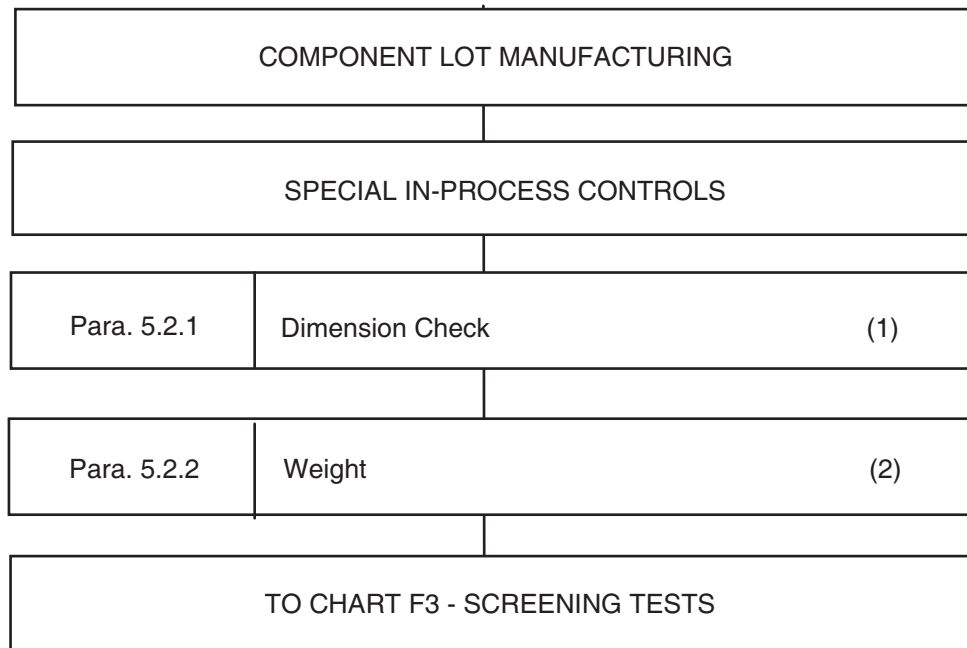 COMPONENT LOT MANUFACTURING
SPECIAL IN-PROCESS CONTROLS
Para. 5.2.1 Dimension Check (1)
Para. 5.2.2 Weight (2)
TO CHART F3 - SCREENING TESTS